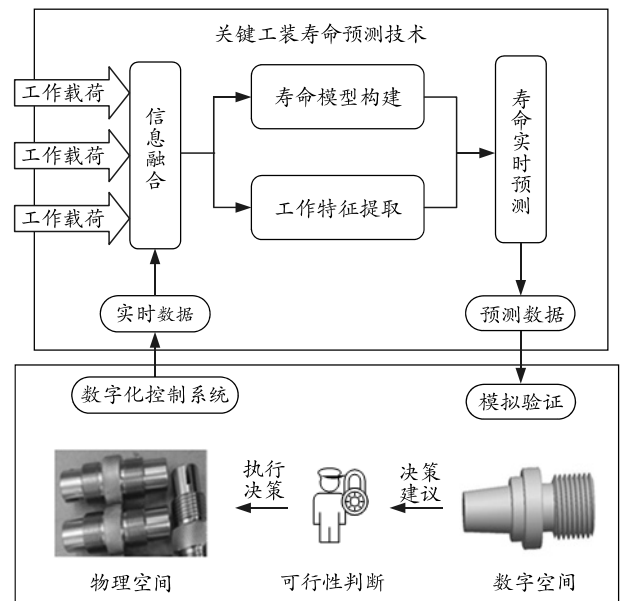 关键工装寿命预测技术
工作载荷
工作载荷
工作载荷
信息融合
寿命模型构建
工作特征提取
寿命实时预测
实时数据
预测数据
数字化控制系统
模拟验证
执行
决策
决策
建议
物理空间
可行性判断
数字空间